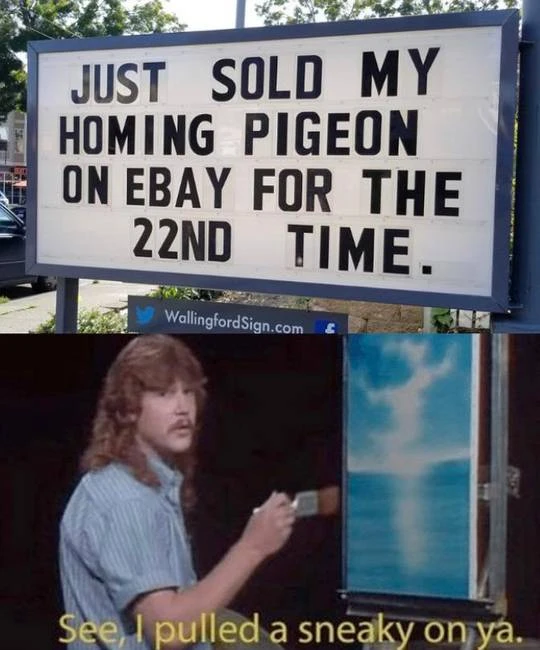 JUST SOLD MY
HOMING PIGEON
ON EBAY FOR THE
22ND TIME.
WallingfordSign.com
See, I pulled a sneaky on ya.